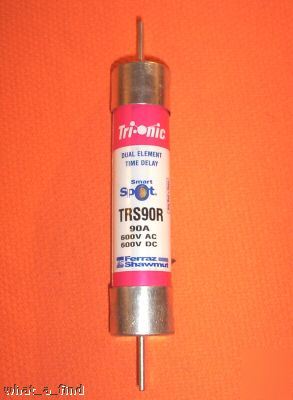 Tri-onic
DUAL ELEMENT
TIME DELAY
Smart
Spot
TRS90R
90A
600V AC
600V DC
Ferraz
Shawmut
what_a_find